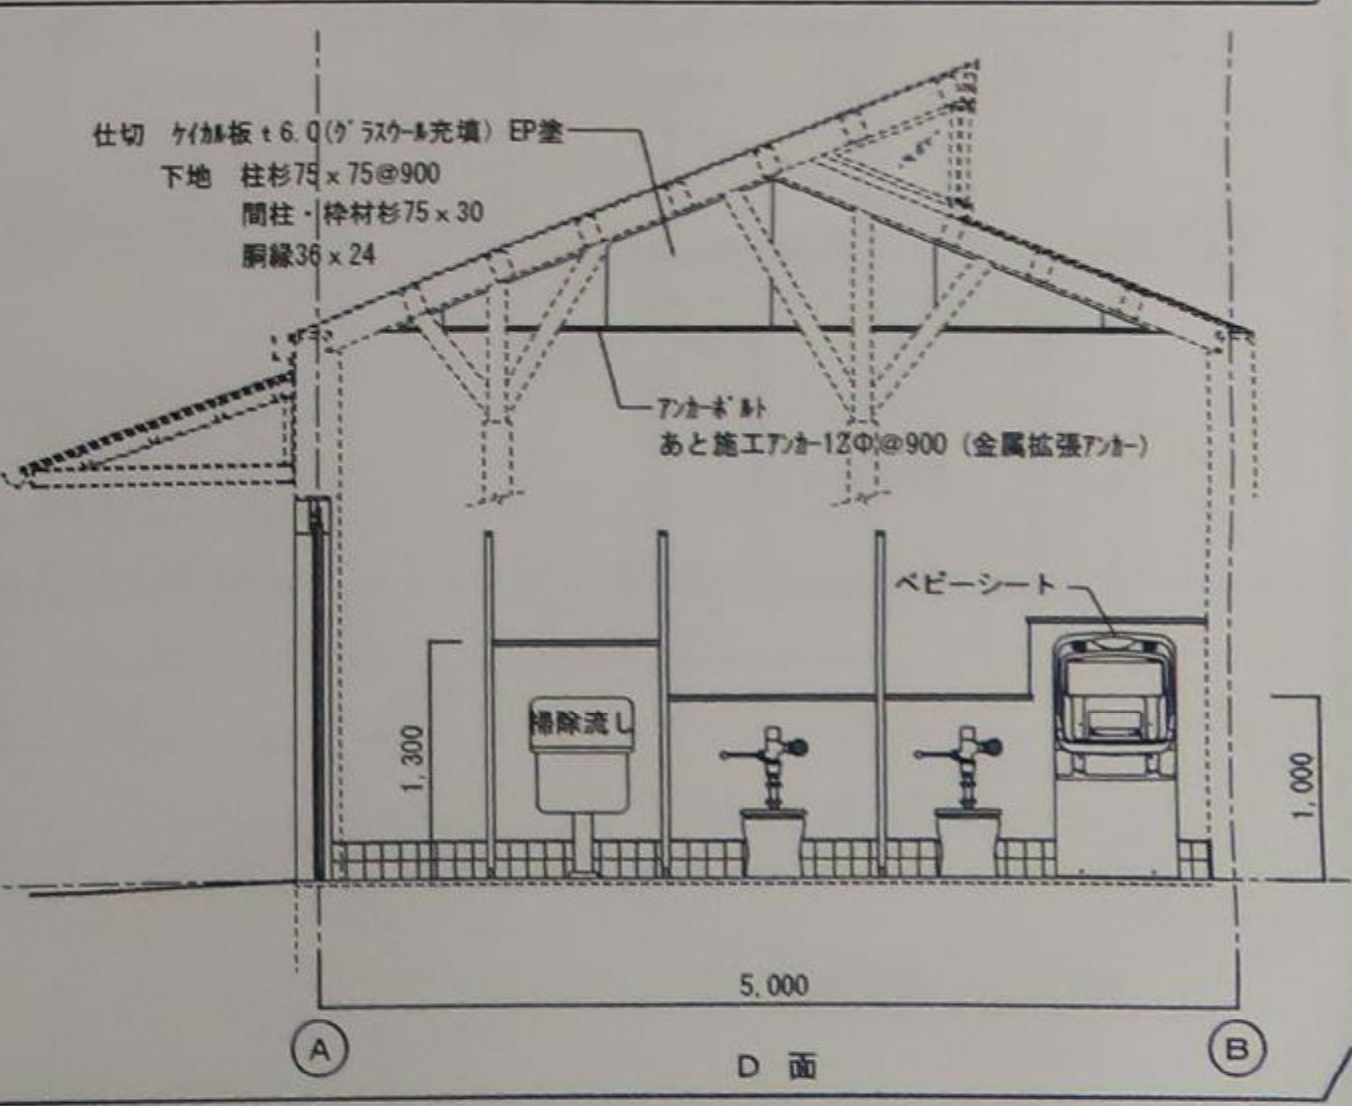 仕切　ｹｲｶﾙ板 t 6.0(ｸﾞﾗｽｳｰﾙ充填) EP塗
下地　柱杉75 x 75@900
間柱・枠材杉75 x 30
胴縁36 x 24
ｱﾝｶｰﾎﾞﾙﾄ
あと施工ｱﾝｶｰ12Φ@900 (金属拡張ｱﾝｶｰ)
ベビーシート
掃除流し
1,300
1,000
5,000
A
B
D 面